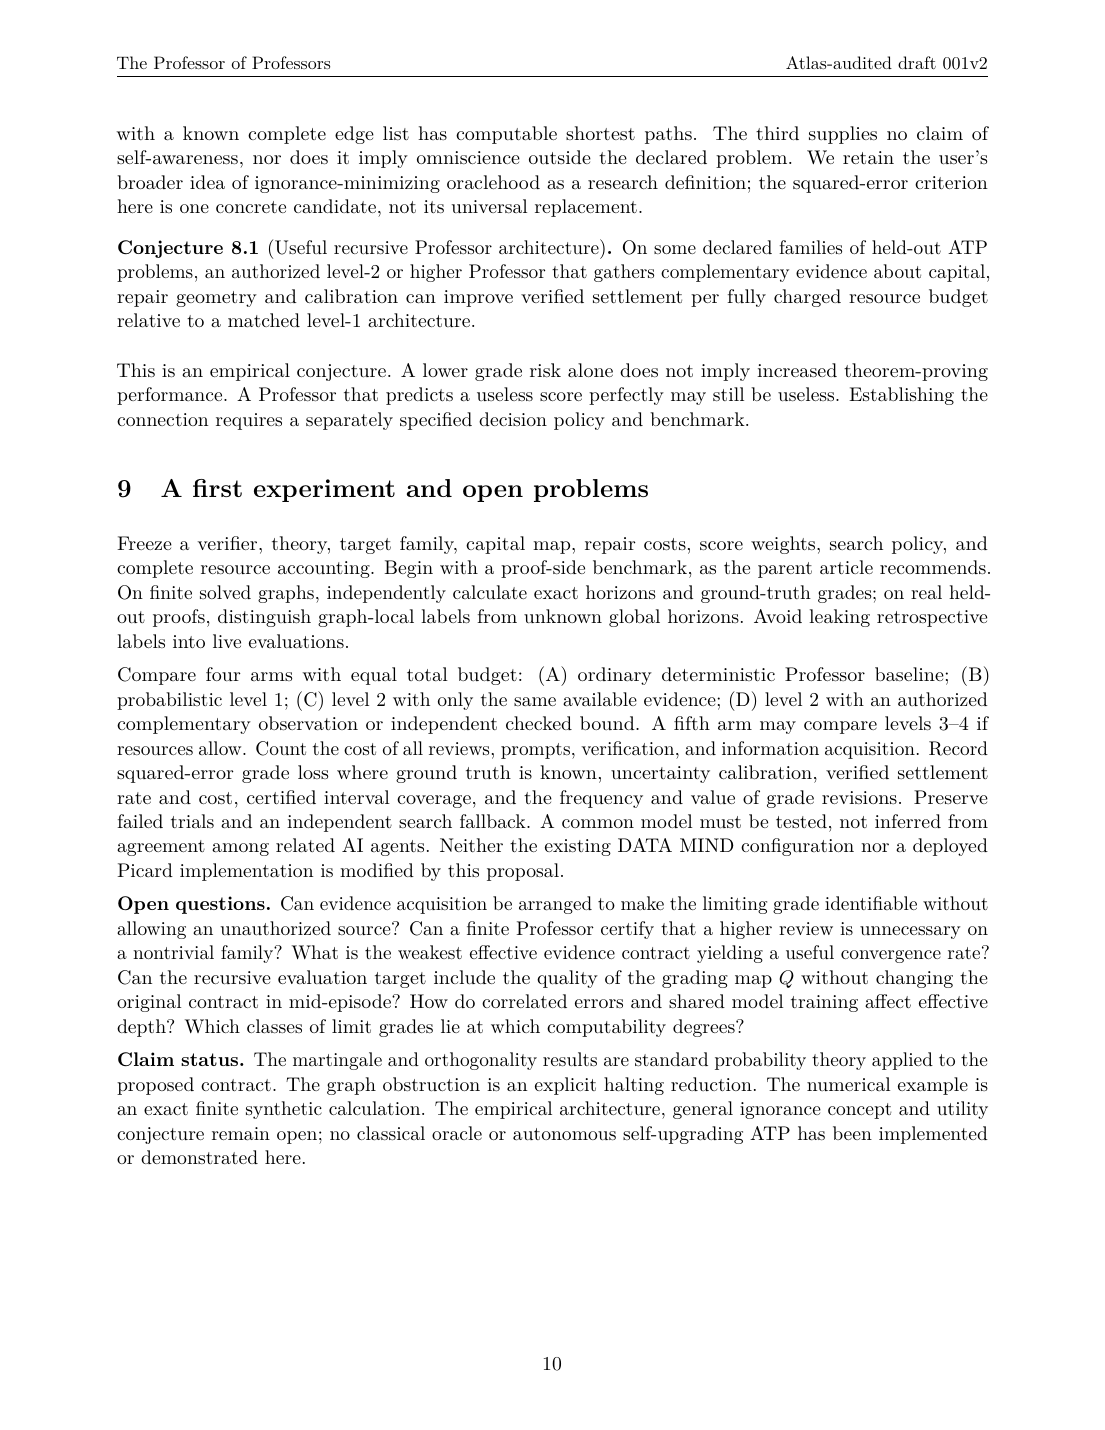 The Professor of Professors Atlas-audited draft 001v2
with a known complete edge list has computable shortest paths. The third supplies no claim of
self-awareness, nor does it imply omniscience outside the declared problem. We retain the user's
broader idea of ignorance-minimizing oraclehood as a research definition; the squared-error criterion
here is one concrete candidate, not its universal replacement.
Conjecture 8.1 (Useful recursive Professor architecture). On some declared families of held-out ATP
problems, an authorized level-2 or higher Professor that gathers complementary evidence about capital,
repair geometry and calibration can improve verified settlement per fully charged resource budget
relative to a matched level-1 architecture.
This is an empirical conjecture. A lower grade risk alone does not imply increased theorem-proving
performance. A Professor that predicts a useless score perfectly may still be useless. Establishing the
connection requires a separately specified decision policy and benchmark.
9 A first experiment and open problems
Freeze a verifier, theory, target family, capital map, repair costs, score weights, search policy, and
complete resource accounting. Begin with a proof-side benchmark, as the parent article recommends.
On finite solved graphs, independently calculate exact horizons and ground-truth grades; on real held-
out proofs, distinguish graph-local labels from unknown global horizons. Avoid leaking retrospective
labels into live evaluations.
Compare four arms with equal total budget: (A) ordinary deterministic Professor baseline; (B)
probabilistic level 1; (C) level 2 with only the same available evidence; (D) level 2 with an authorized
complementary observation or independent checked bound. A fifth arm may compare levels 3–4 if
resources allow. Count the cost of all reviews, prompts, verification, and information acquisition. Record
squared-error grade loss where ground truth is known, uncertainty calibration, verified settlement
rate and cost, certified interval coverage, and the frequency and value of grade revisions. Preserve
failed trials and an independent search fallback. A common model must be tested, not inferred from
agreement among related AI agents. Neither the existing DATA MIND configuration nor a deployed
Picard implementation is modified by this proposal.
Open questions. Can evidence acquisition be arranged to make the limiting grade identifiable without
allowing an unauthorized source? Can a finite Professor certify that a higher review is unnecessary on
a nontrivial family? What is the weakest effective evidence contract yielding a useful convergence rate?
Can the recursive evaluation target include the quality of the grading map Q without changing the
original contract in mid-episode? How do correlated errors and shared model training affect effective
depth? Which classes of limit grades lie at which computability degrees?
Claim status. The martingale and orthogonality results are standard probability theory applied to the
proposed contract. The graph obstruction is an explicit halting reduction. The numerical example is
an exact finite synthetic calculation. The empirical architecture, general ignorance concept and utility
conjecture remain open; no classical oracle or autonomous self-upgrading ATP has been implemented
or demonstrated here.
10